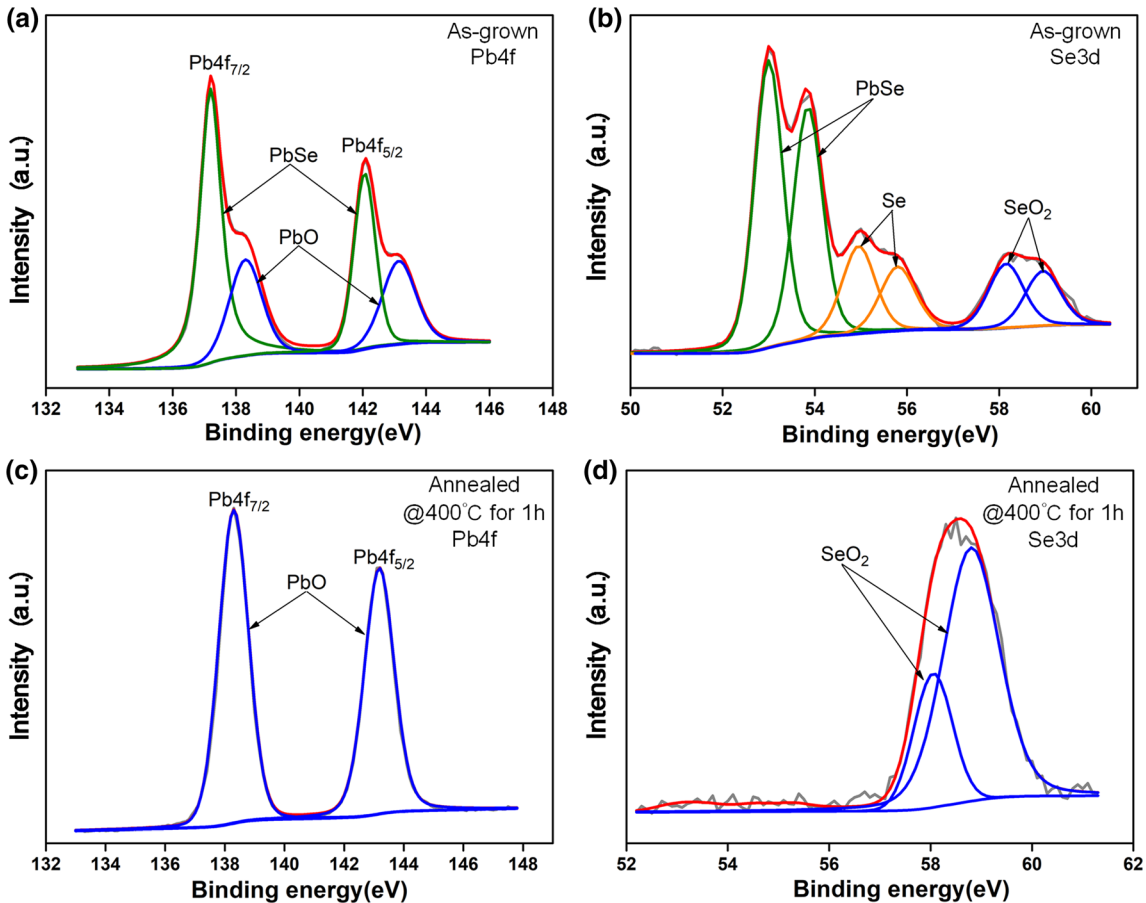 (a)
As-grown
Pb4f
Pb4f7/2
Pb4f5/2
PbSe
PbO
Intensity (a.u.)
132 134 136 138 140 142 144 146 148
Binding energy(eV)
(b)
As-grown
Se3d
PbSe
Se
SeO2
Intensity (a.u.)
50 52 54 56 58 60
Binding energy(eV)
(c)
Annealed
@400°C for 1h
Pb4f
Pb4f7/2
Pb4f5/2
PbO
Intensity (a.u.)
132 134 136 138 140 142 144 146 148
Binding energy(eV)
(d)
Annealed
@400°C for 1h
Se3d
SeO2
Intensity (a.u.)
52 54 56 58 60 62
Binding energy(eV)